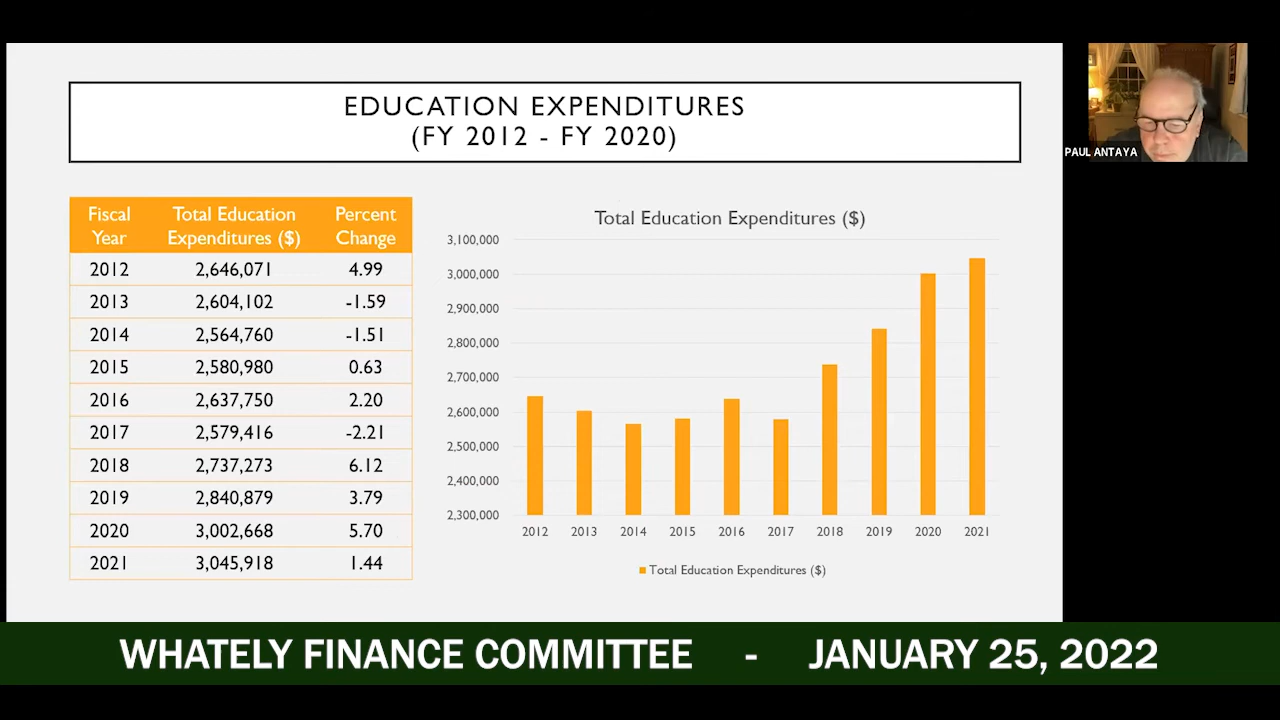 EDUCATION EXPENDITURES
(FY 2012 - FY 2020)
PAUL ANTAYA
Fiscal Year Total Education Expenditures ($) Percent Change
2012 2,646,071 4.99
2013 2,604,102 -1.59
2014 2,564,760 -1.51
2015 2,580,980 0.63
2016 2,637,750 2.20
2017 2,579,416 -2.21
2018 2,737,273 6.12
2019 2,840,879 3.79
2020 3,002,668 5.70
2021 3,045,918 1.44
Total Education Expenditures ($)
3,100,000
3,000,000
2,900,000
2,800,000
2,700,000
2,600,000
2,500,000
2,400,000
2,300,000
2012 2013 2014 2015 2016 2017 2018 2019 2020 2021
Total Education Expenditures ($)
WHATELY FINANCE COMMITTEE - JANUARY 25, 2022